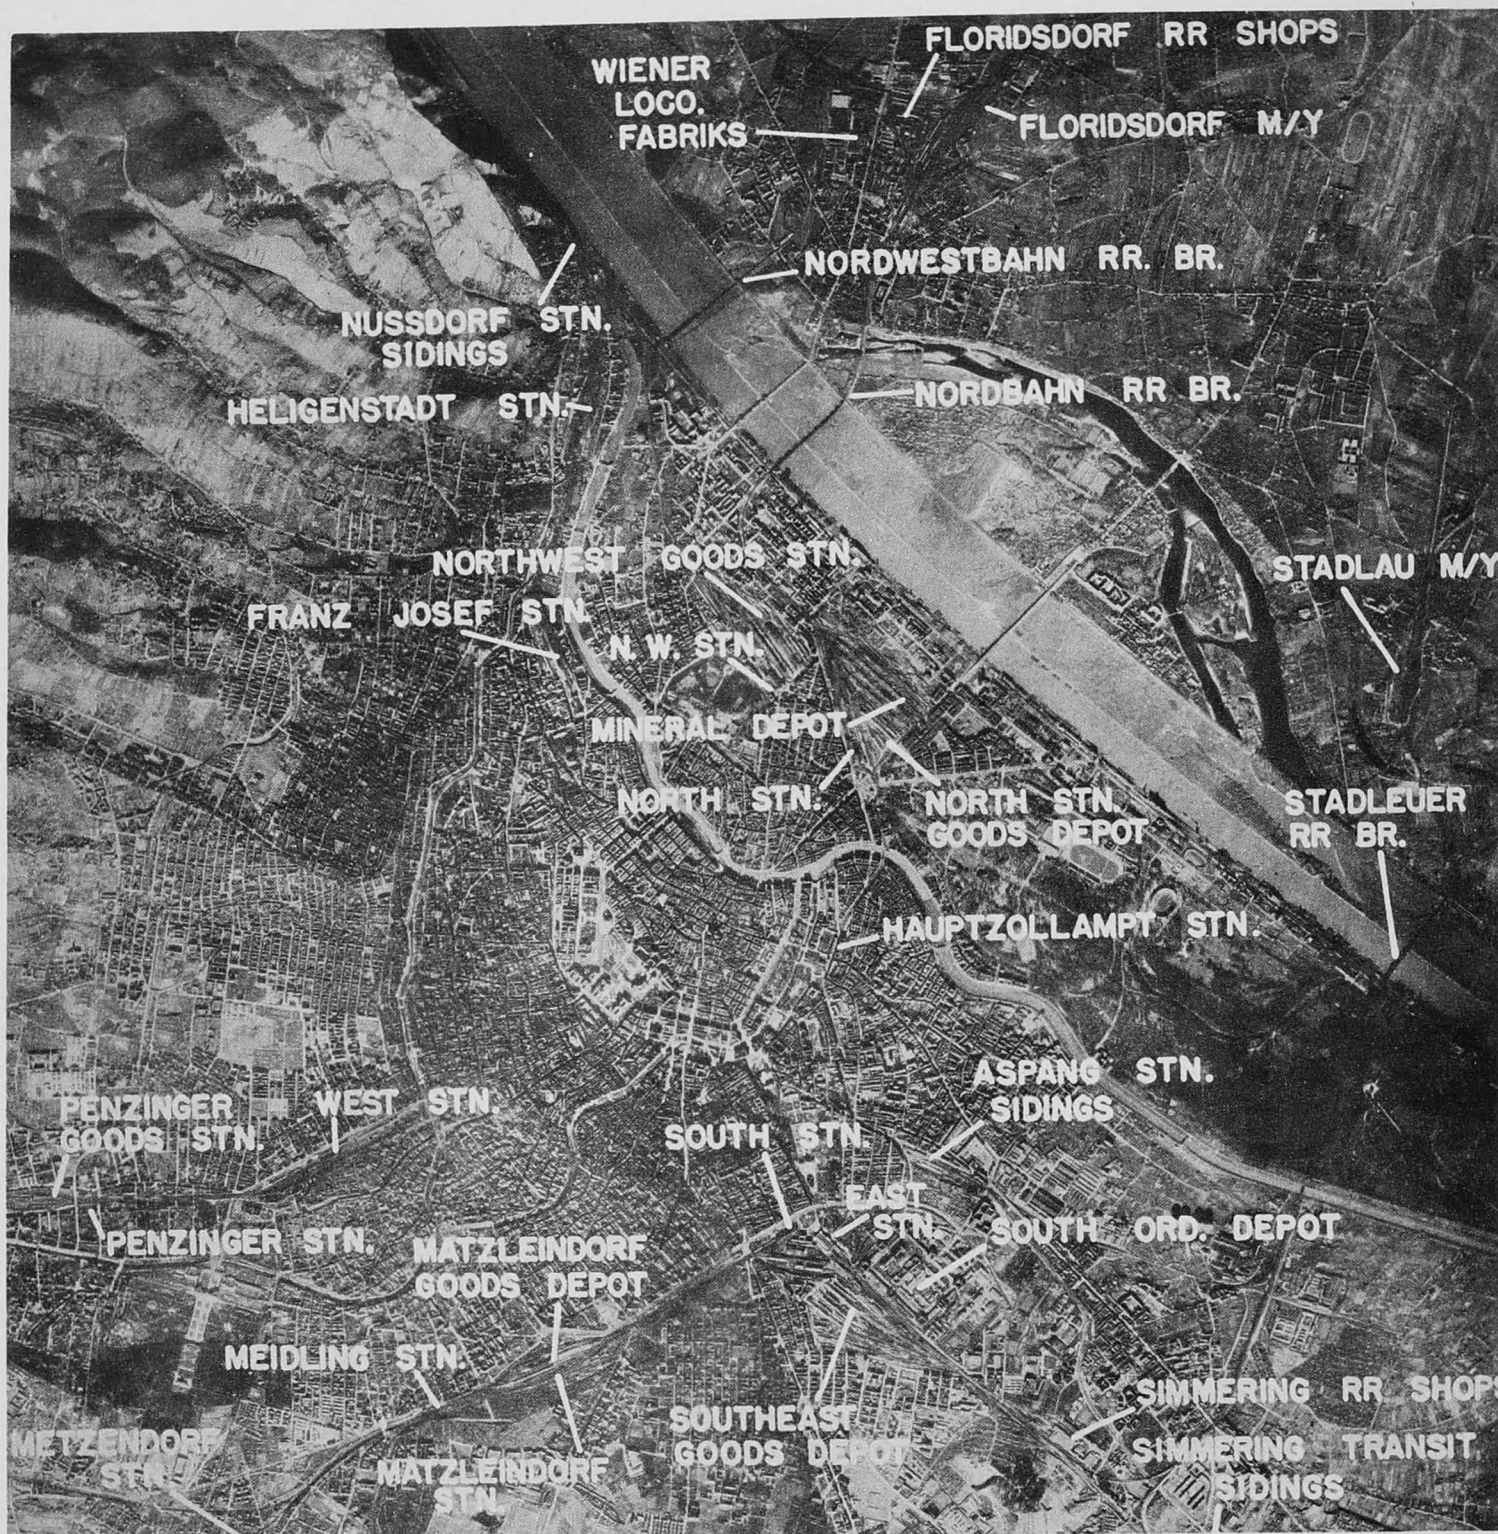 FLORIDSDORF RR SHOPS
WIENER
LOCO.
FABRIKS
FLORIDSDORF M/Y
NORDWESTBAHN RR. BR.
NUSSDORF STN.
SIDINGS
HELIGENSTADT STN.
NORDBAHN RR BR.
NORTHWEST GOODS STN.
STADLAU M/Y
FRANZ JOSEF STN.
N. W. STN.
MINERAL DEPOT
NORTH STN.
NORTH STN.
GOODS DEPOT
STADLEUER
RR BR.
HAUPTZOLLAMPT STN.
ASPANG STN.
SIDINGS
PENZINGER
GOODS STN.
WEST STN.
SOUTH STN.
EAST
STN.
SOUTH ORD. DEPOT
PENZINGER STN.
MATZLEINDORF
GOODS DEPOT
MEIDLING STN.
SIMMERING RR SHOPS
SOUTHEAST
GOODS DEPOT
METZENDORF
STN.
MATZLEINDORF
STN.
SIMMERING TRANSIT
SIDINGS